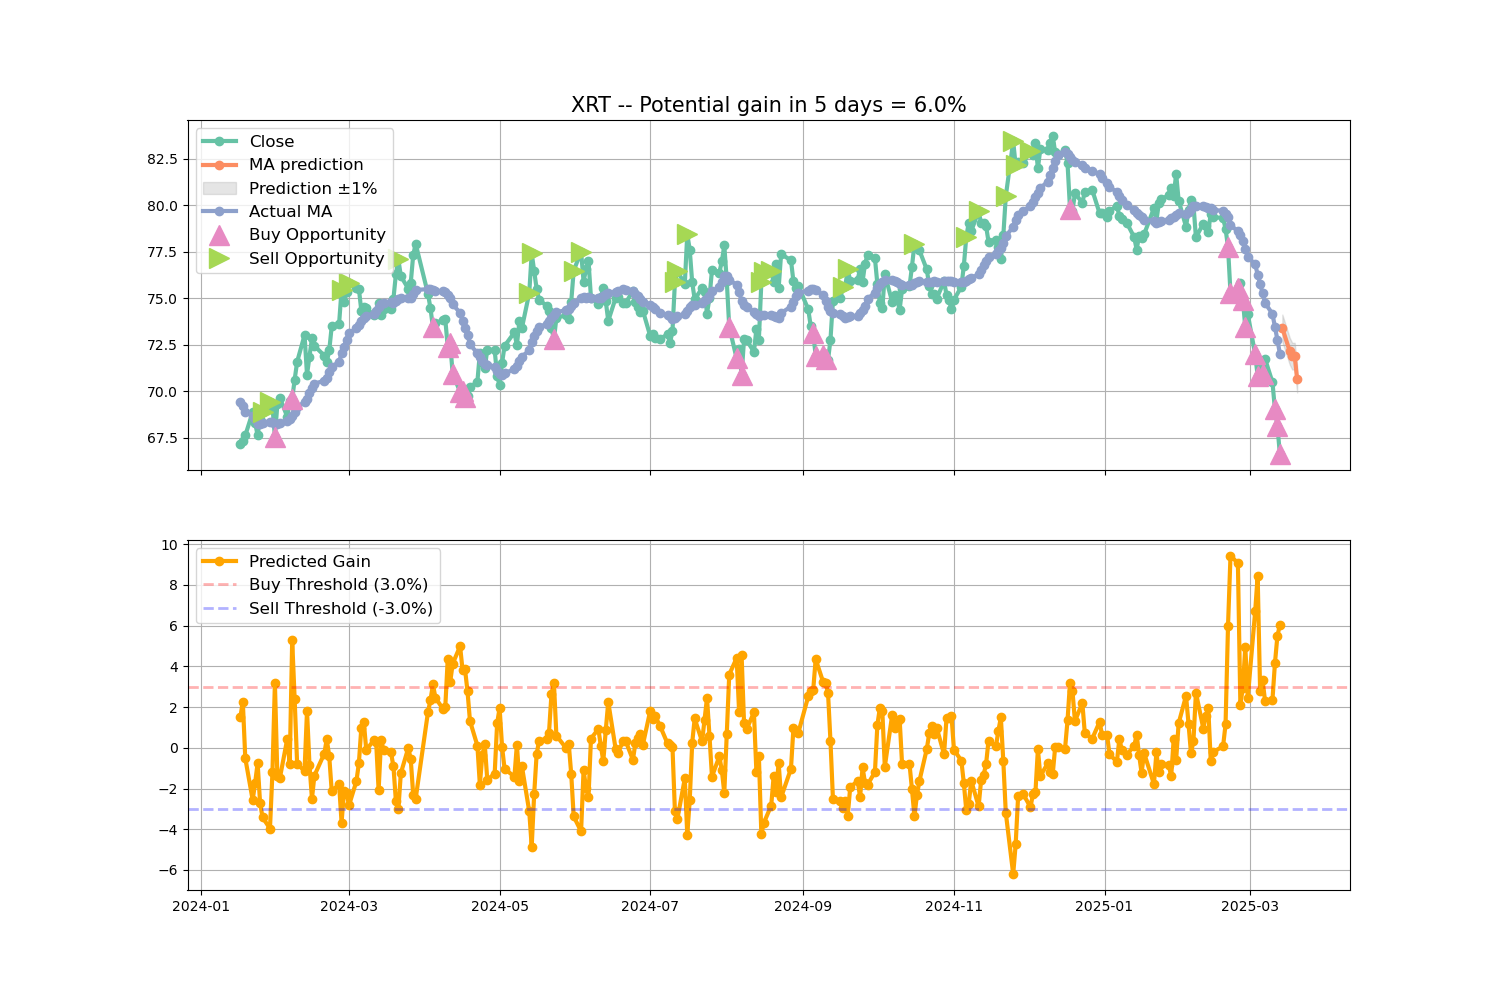 XRT -- Potential gain in 5 days = 6.0%
Close
MA prediction
Prediction ±1%
Actual MA
Buy Opportunity
Sell Opportunity
82.5
80.0
77.5
75.0
72.5
70.0
67.5
Predicted Gain
Buy Threshold (3.0%)
Sell Threshold (-3.0%)
10
8
6
4
2
0
−2
−4
−6
2024-01
2024-03
2024-05
2024-07
2024-09
2024-11
2025-01
2025-03